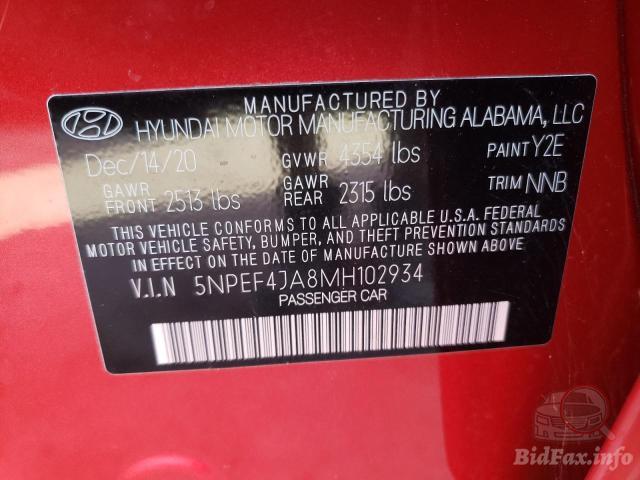 MANUFACTURED BY
HYUNDAI MOTOR MANUFACTURING ALABAMA, LLC
Dec/14/20 GVWR 4354 lbs PAINT Y2E
GAWR FRONT 2513 lbs GAWR REAR 2315 lbs TRIM NNB
THIS VEHICLE CONFORMS TO ALL APPLICABLE U.S.A. FEDERAL
MOTOR VEHICLE SAFETY, BUMPER, AND THEFT PREVENTION STANDARDS
IN EFFECT ON THE DATE OF MANUFACTURE SHOWN ABOVE.
V.I.N 5NPEF4JA8MH102934
PASSENGER CAR
BidFax.info